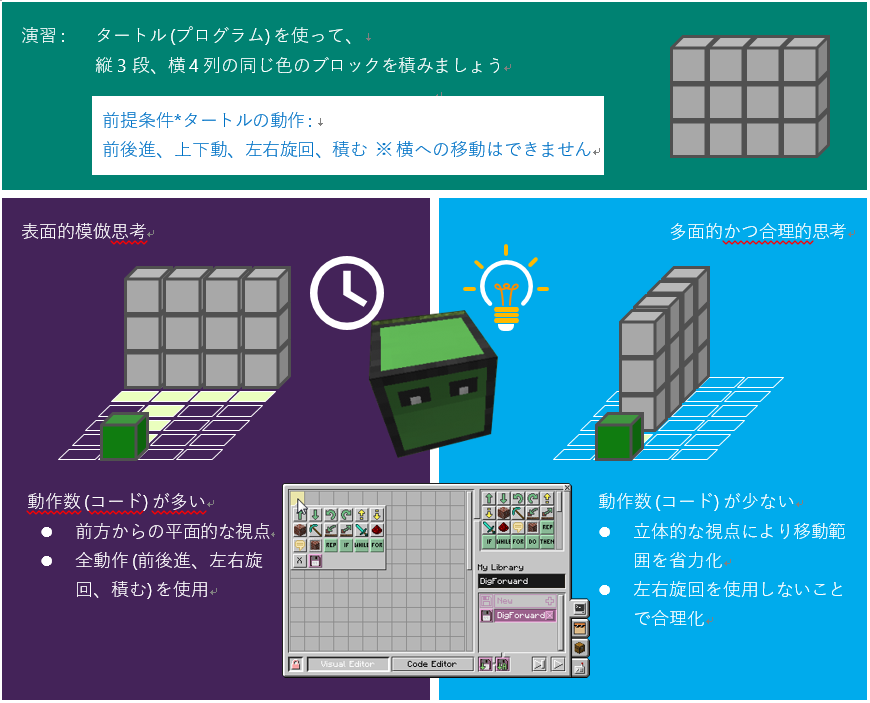 演習： タートル (プログラム) を使って、
縦 3 段、横 4 列の同じ色のブロックを積みましょう
前提条件*タートルの動作：
前後進、上下動、左右旋回、積む ※ 横への移動はできません
表面的模倣思考
動作数 (コード) が多い
● 前方からの平面的な視点
● 全動作 (前後進、左右旋
回、積む) を使用
多面的かつ合理的思考
動作数 (コード) が少ない
● 立体的な視点により移動範
囲を省力化
● 左右旋回を使用しないこと
で合理化
REP IF WHILE FOR
REP
IF WHILE FOR DO THEN
My Library
DigForward
New
DigForward
Visual Editor Code Editor